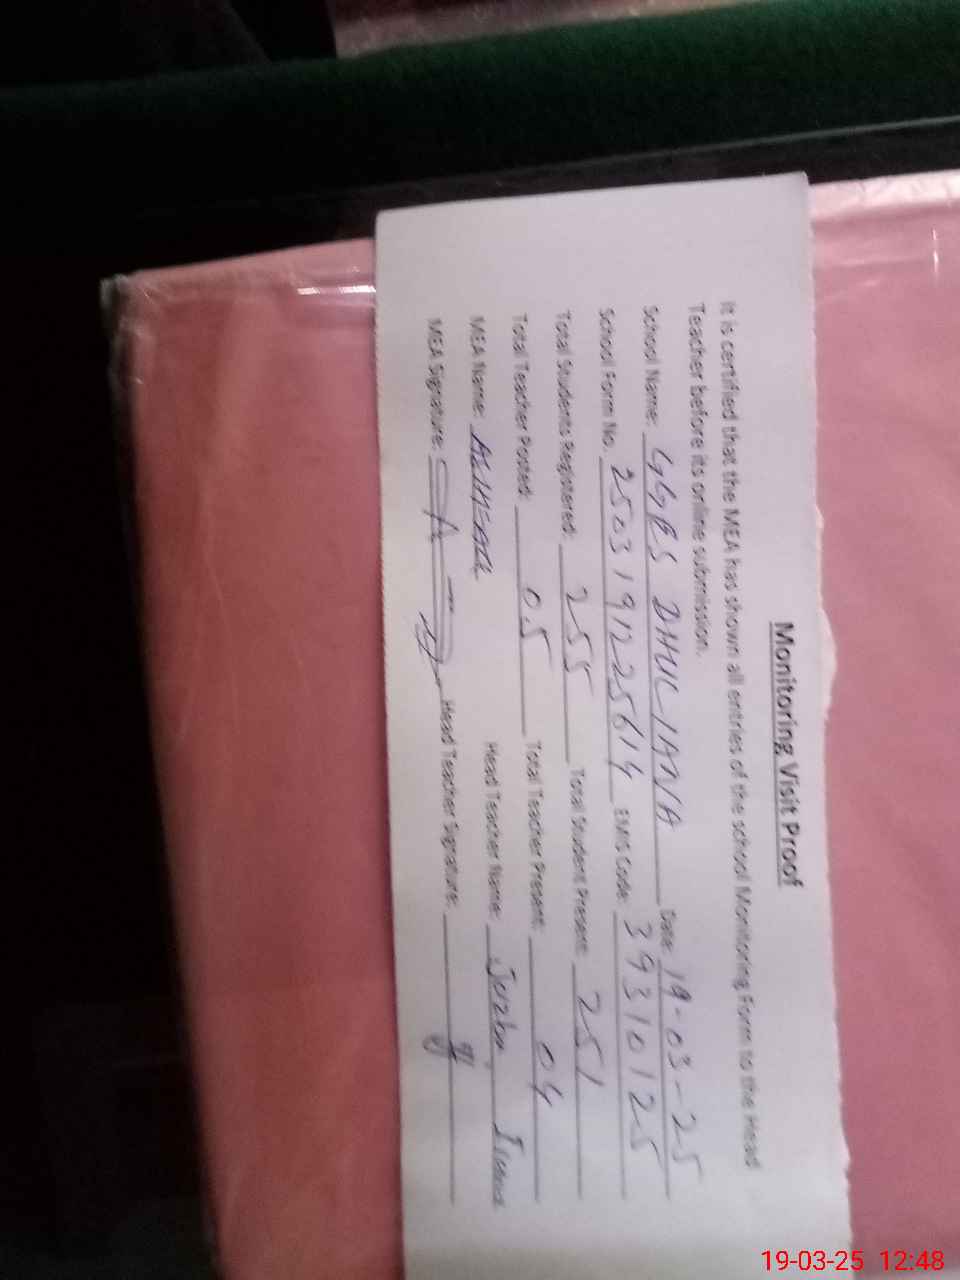 Monitoring Visit Proof
It is certified that the MEA has shown all entries of the school Monitoring Form to the Head
Teacher before its online submission.
School Name: GGES DHUL IANA Date: 19-03-25
School Form No. 2503191225614 EMIS Code: 39310125
Total Students Registered: 255 Total Student Present: 251
Total Teacher Posted: 05 Total Teacher Present: 04
MEA Name: Head Teacher Name:
MEA Signature: Head Teacher Signature:
19-03-25 12:48